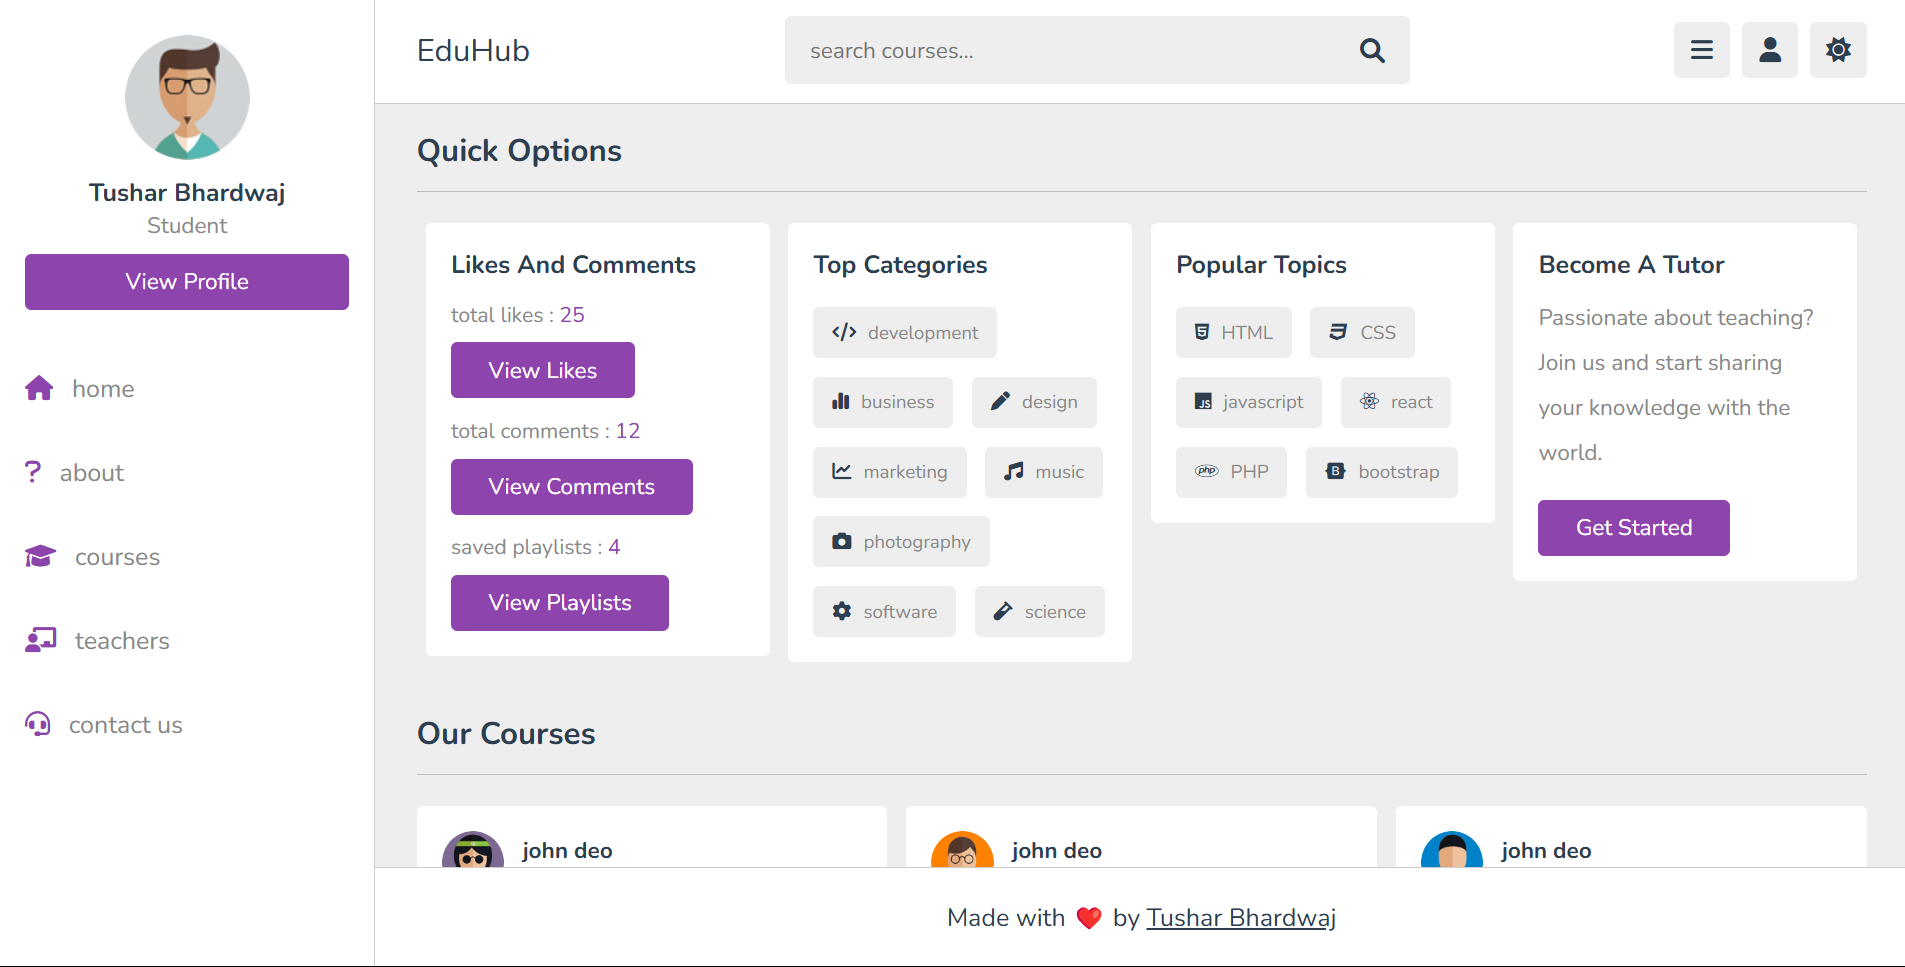 Tushar Bhardwaj
Student
View Profile
home
about
courses
teachers
contact us
EduHub
search courses...
Quick Options
Likes And Comments
total likes : 25
View Likes
total comments : 12
View Comments
saved playlists : 4
View Playlists
Top Categories
development
business design
marketing music
photography
software science
Popular Topics
HTML CSS
JS javascript react
php PHP B bootstrap
Become A Tutor
Passionate about teaching?
Join us and start sharing
your knowledge with the
world.
Get Started
Our Courses
john deo
john deo
john deo
Made with ❤️ by Tushar Bhardwaj